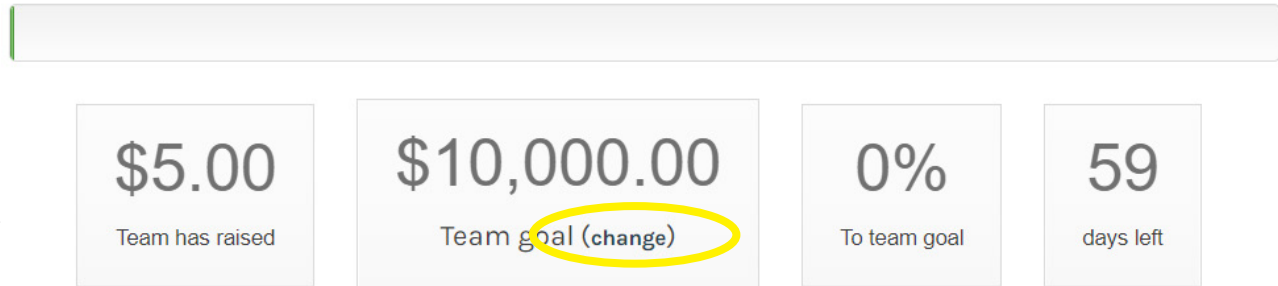 $5.00
Team has raised
$10,000.00
Team goal (change)
0%
To team goal
59
days left